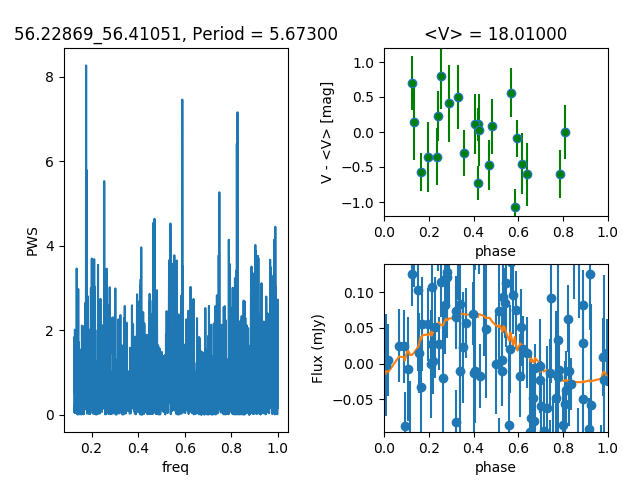 56.22869_56.41051, Period = 5.67300
<V> = 18.01000
8
6
4
2
0
PWS
0.2 0.4 0.6 0.8 1.0
freq
1.0
0.5
0.0
−0.5
−1.0
V - <V> [mag]
0.0 0.2 0.4 0.6 0.8 1.0
phase
0.10
0.05
0.00
−0.05
Flux (mJy)
0.0 0.2 0.4 0.6 0.8 1.0
phase